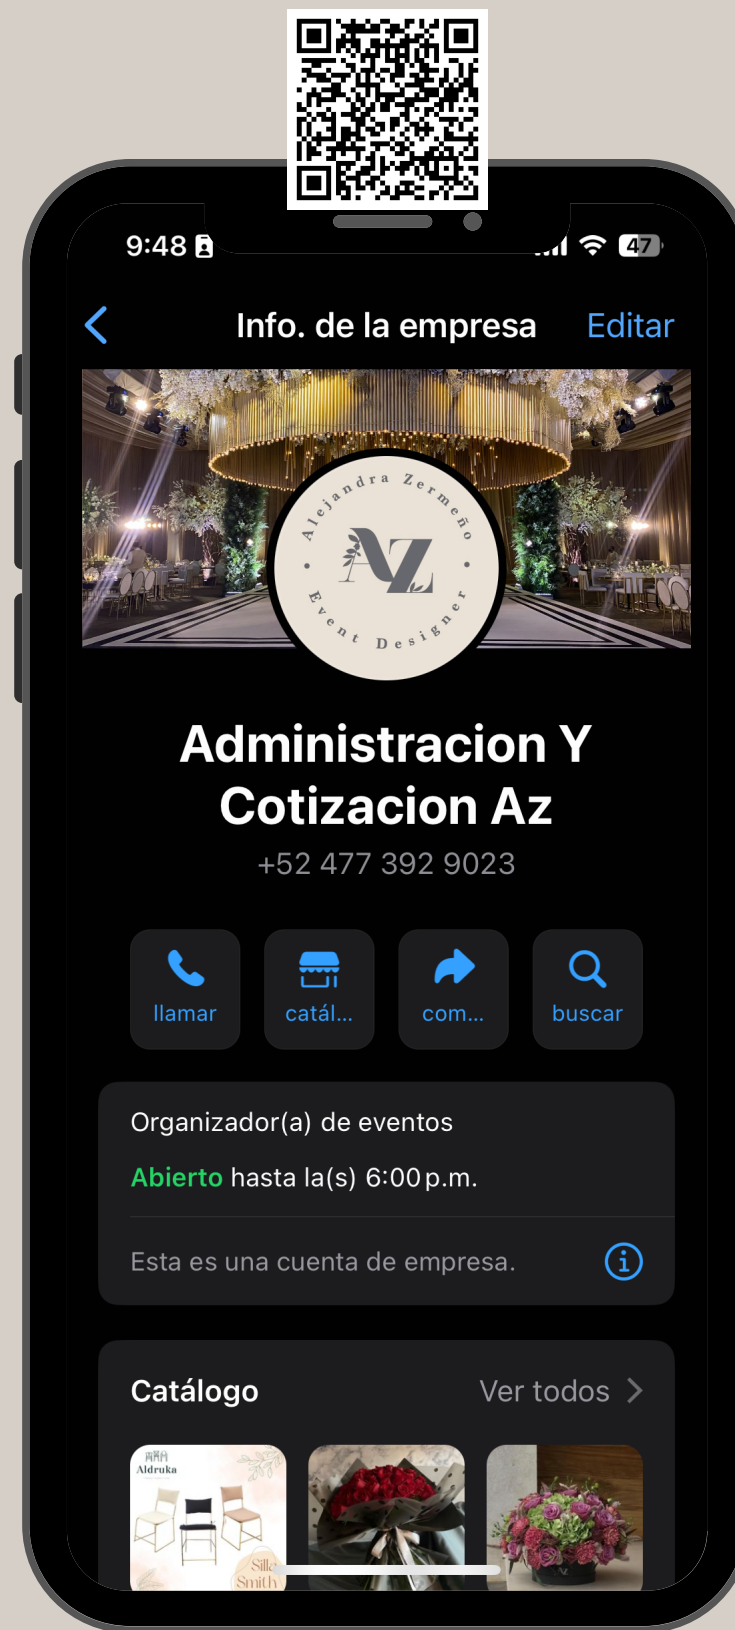 9:48
47
Info. de la empresa
Editar
Alejandra Zermeño
AZ
Event Designer
Administracion Y
Cotizacion Az
+52 477 392 9023
llamar
catál...
com...
buscar
Organizador(a) de eventos
Abierto hasta la(s) 6:00 p.m.
Esta es una cuenta de empresa.
Catálogo
Ver todos
Aldruka
Silla
Smith